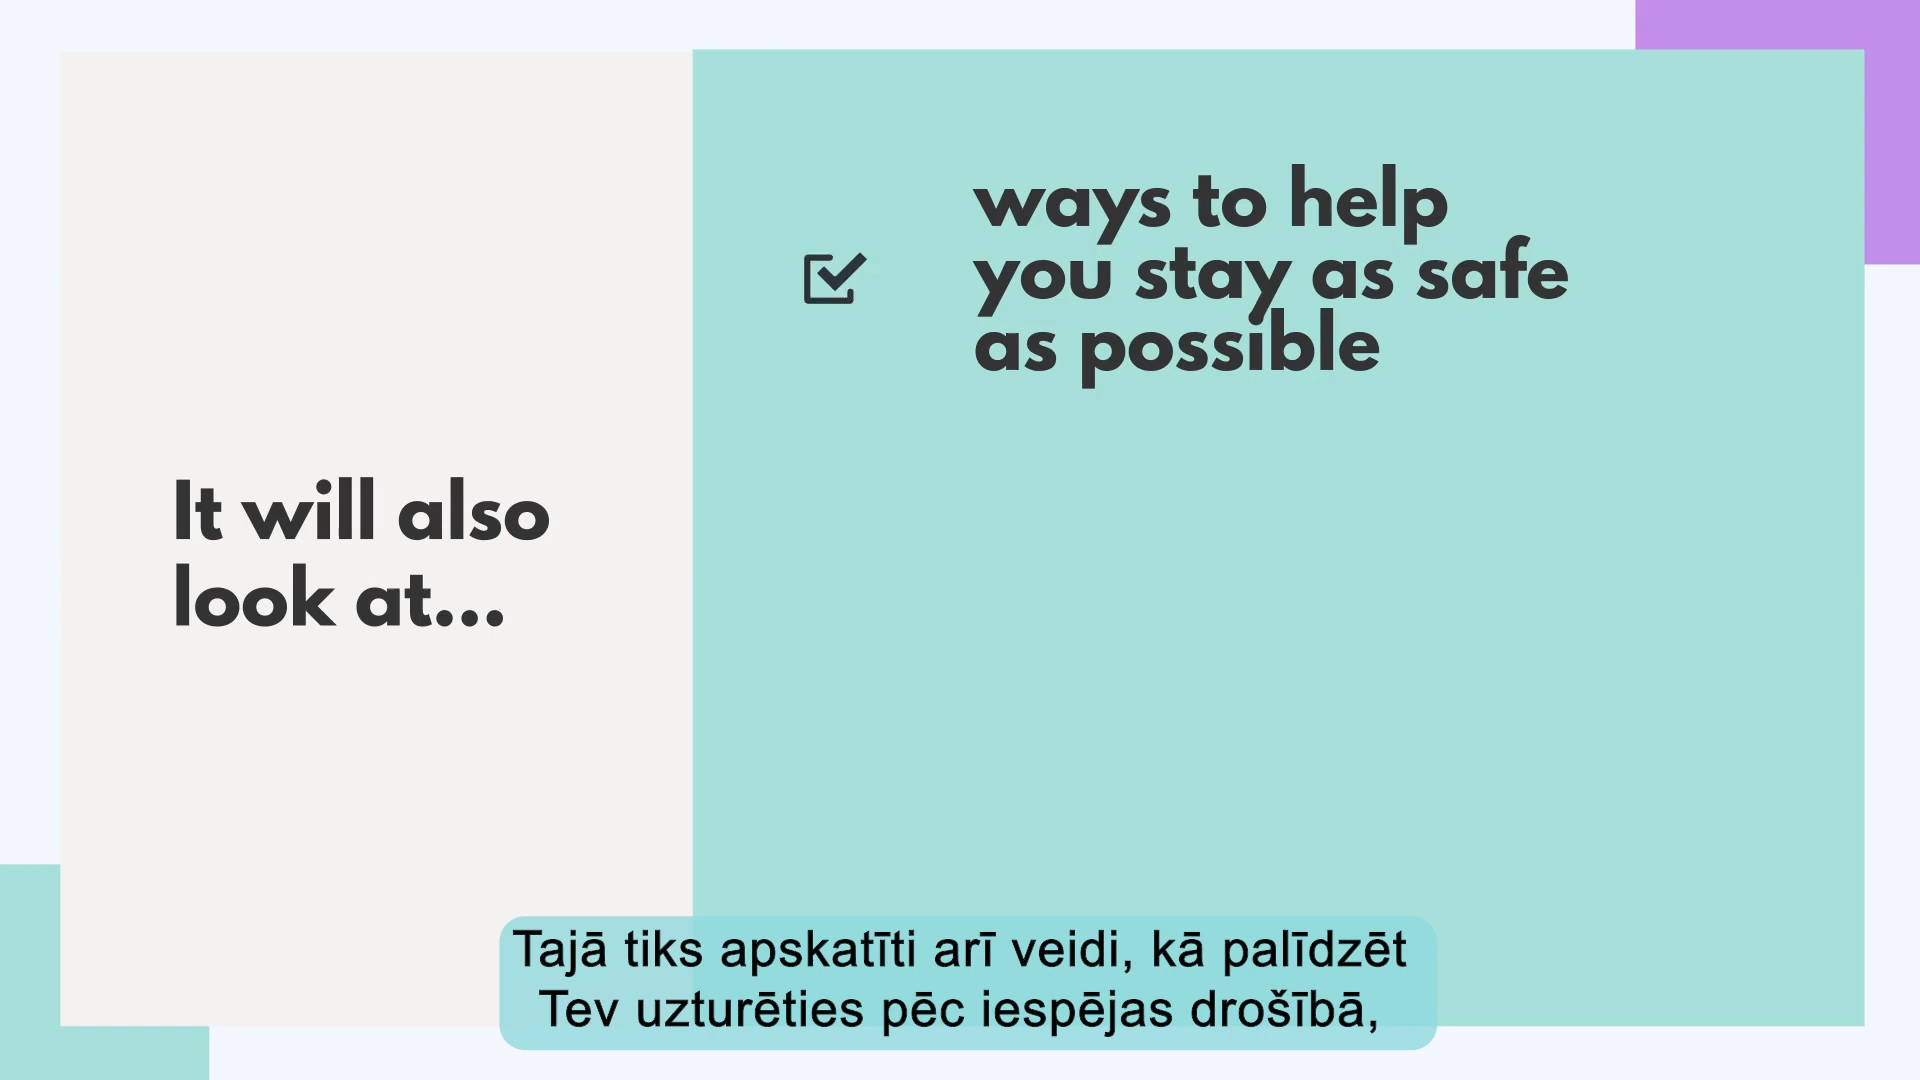 It will also
look at...
ways to help
you stay as safe
as possible
Tajā tiks apskatīti arī veidi, kā palīdzēt
Tev uzturēties pēc iespējas drošībā,